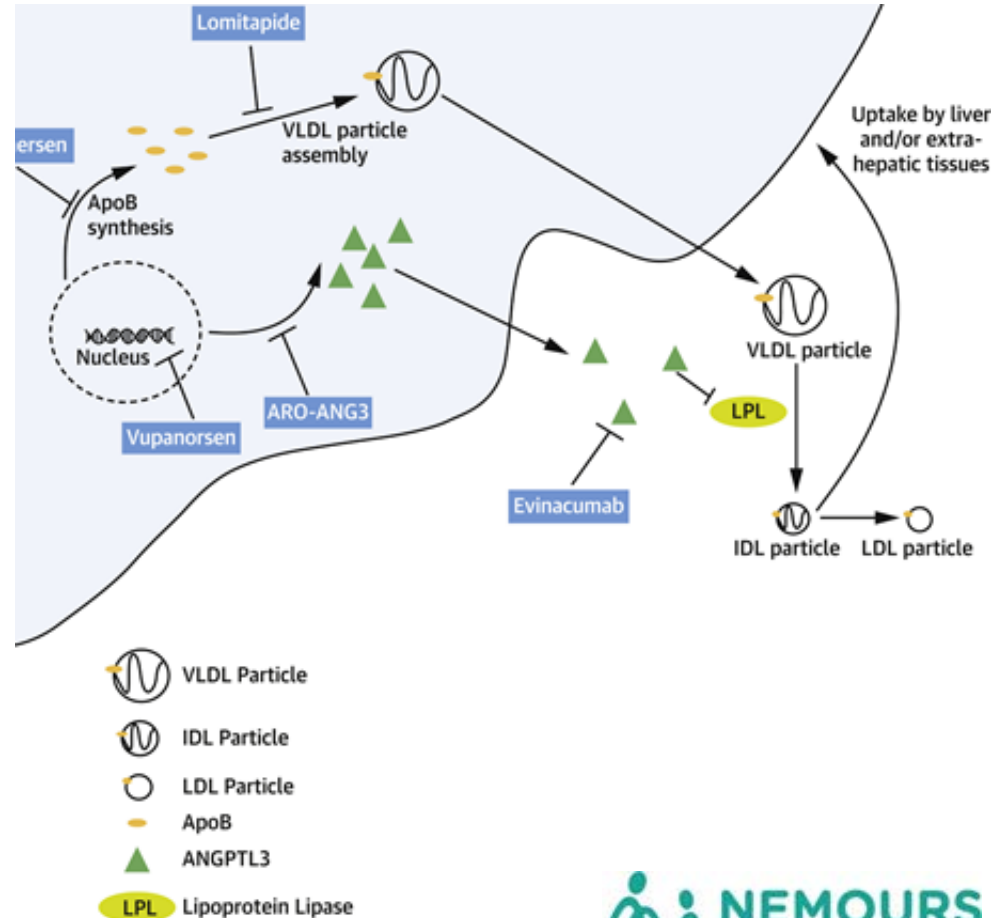 Lomitapide
VLDL particle
assembly
Uptake by liver
and/or extra-
hepatic tissues
ersen
ApoB
synthesis
Nucleus
VLDL particle
ARO-ANG3
LPL
Vupanorsen
Evinacumab
IDL particle
LDL particle
VLDL Particle
IDL Particle
LDL Particle
ApoB
ANGPTL3
LPL
Lipoprotein Lipase
NEMOURS